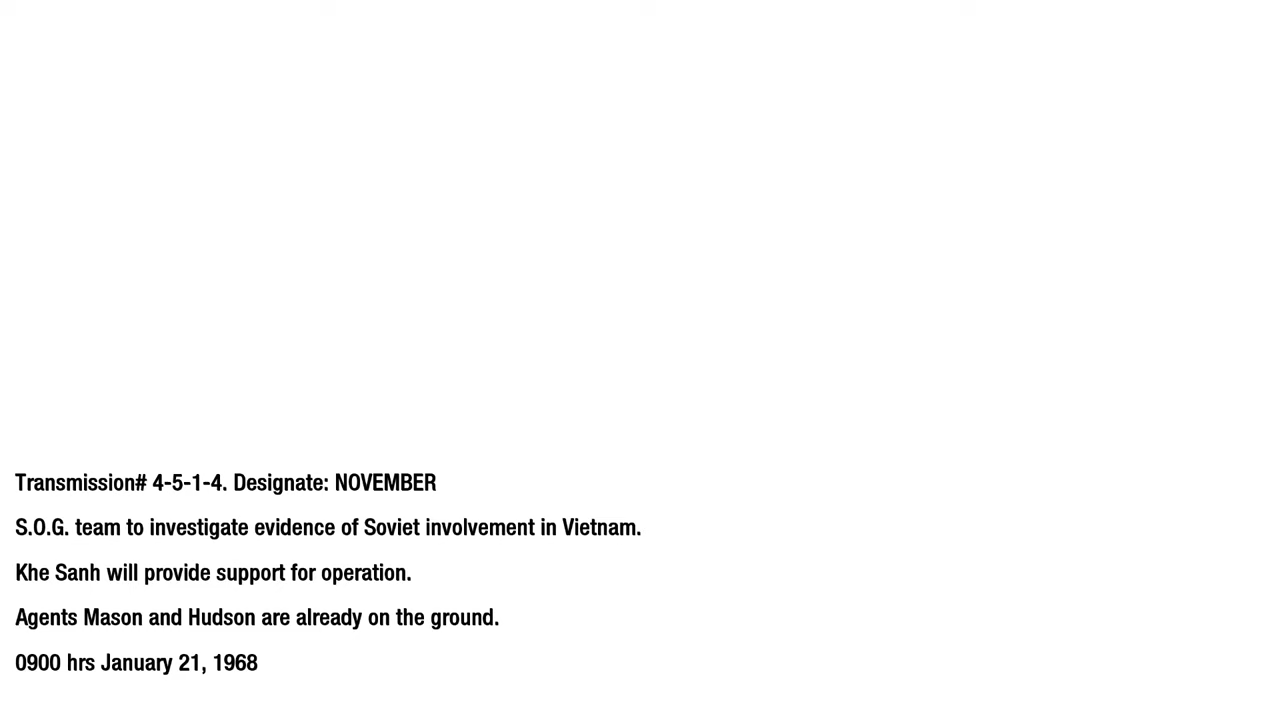 Transmission# 4-5-1-4. Designate: NOVEMBER
S.O.G. team to investigate evidence of Soviet involvement in Vietnam.
Khe Sanh will provide support for operation.
Agents Mason and Hudson are already on the ground.
0900 hrs January 21, 1968